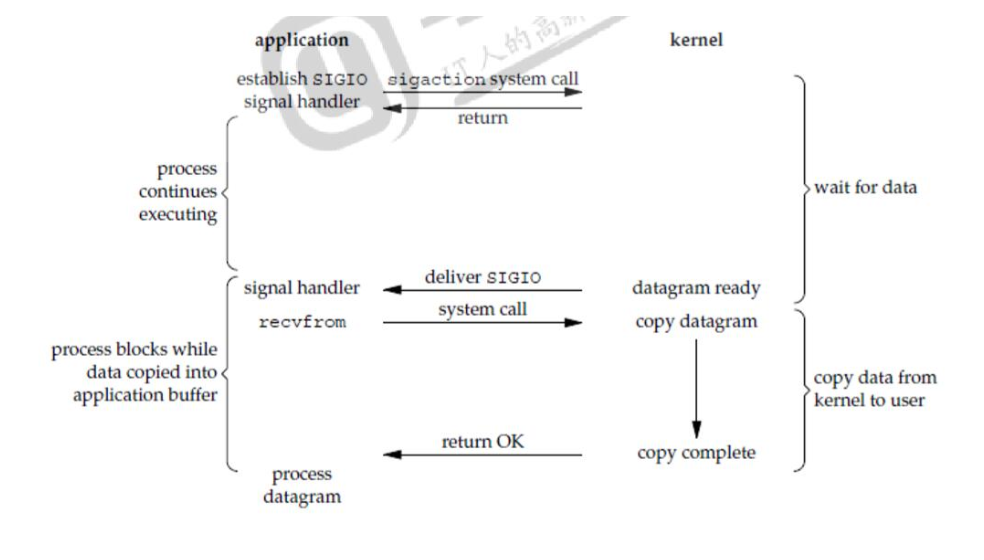 application
kernel
establish SIGIO
signal handler
sigaction system call
return
process
continues
executing
wait for data
signal handler
deliver SIGIO
datagram ready
recvfrom
system call
copy datagram
process blocks while
data copied into
application buffer
copy data from
kernel to user
return OK
copy complete
process
datagram
IT人的高新